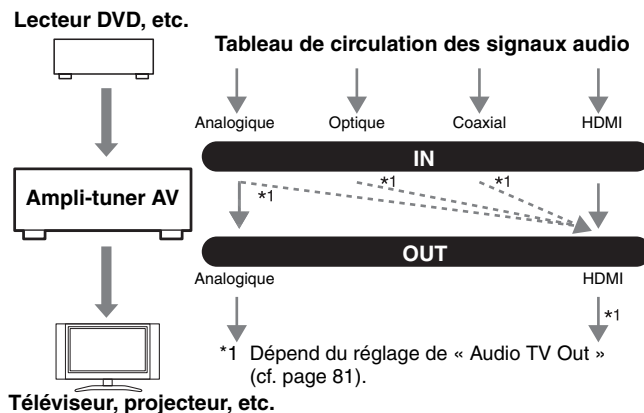 Lecteur DVD, etc.
Tableau de circulation des signaux audio
Analogique Optique Coaxial HDMI
IN
Ampli-tuner AV
*1 *1 *1
OUT
Analogique HDMI
*1
*1 Dépend du réglage de « Audio TV Out »
(cf. page 81).
Téléviseur, projecteur, etc.